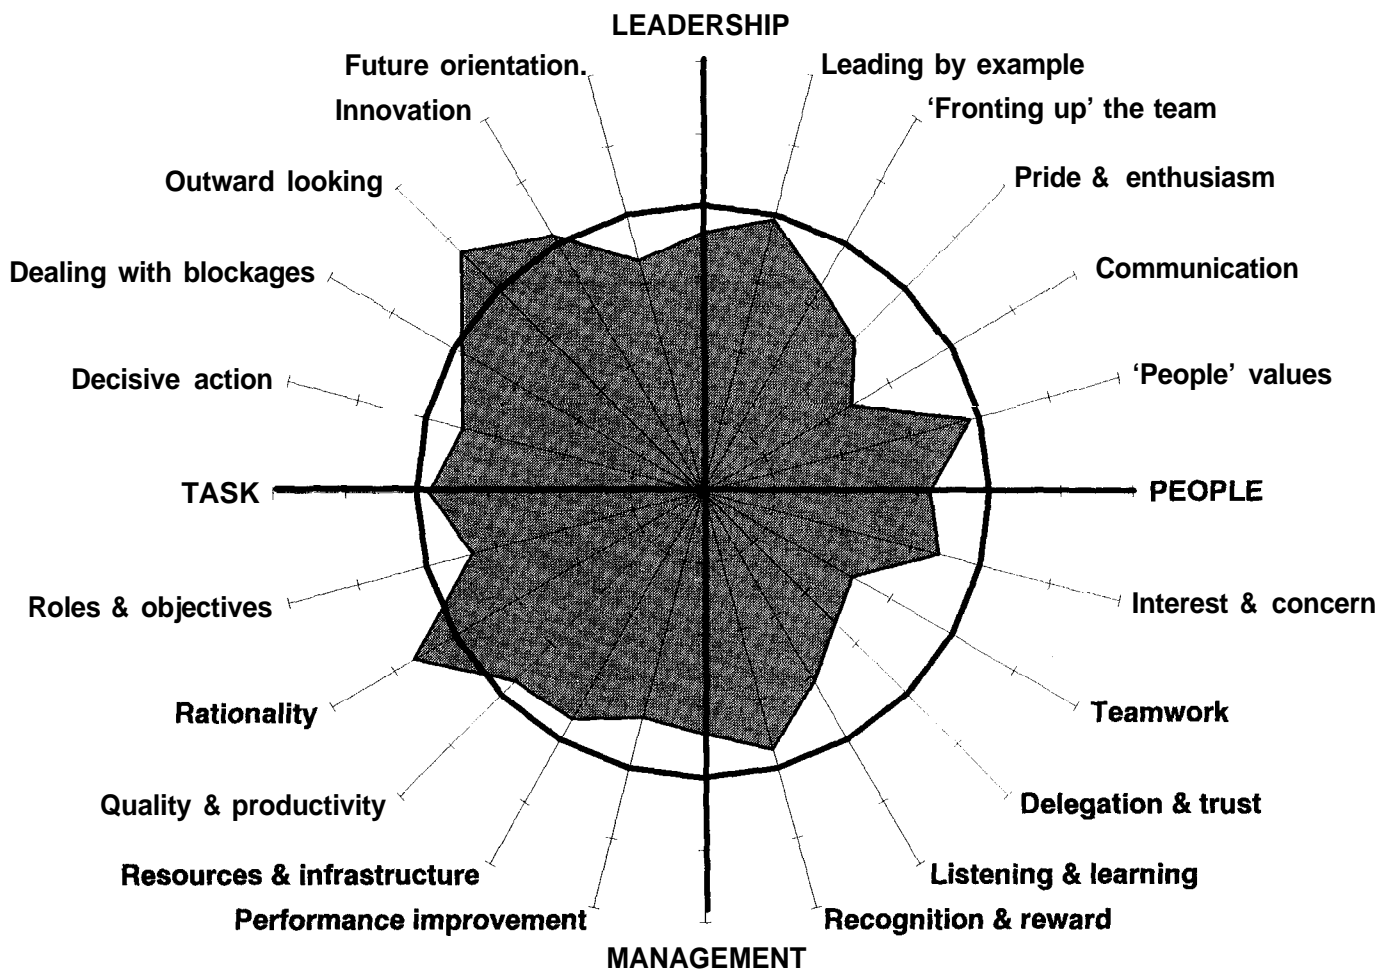 LEADERSHIP
Future orientation.
Leading by example
Innovation
‘Fronting up’ the team
Outward looking
Pride & enthusiasm
Dealing with blockages
Communication
Decisive action
‘People’ values
TASK
PEOPLE
Roles & objectives
Interest & concern
Rationality
Teamwork
Quality & productivity
Delegation & trust
Resources & infrastructure
Listening & learning
Performance improvement
Recognition & reward
MANAGEMENT